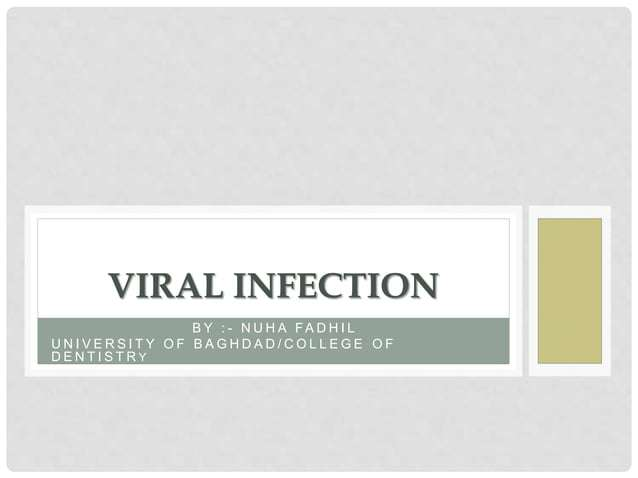 VIRAL INFECTION
BY :- NUHA FADHIL
UNIVERSITY OF BAGHDAD/COLLEGE OF
DENTISTRY